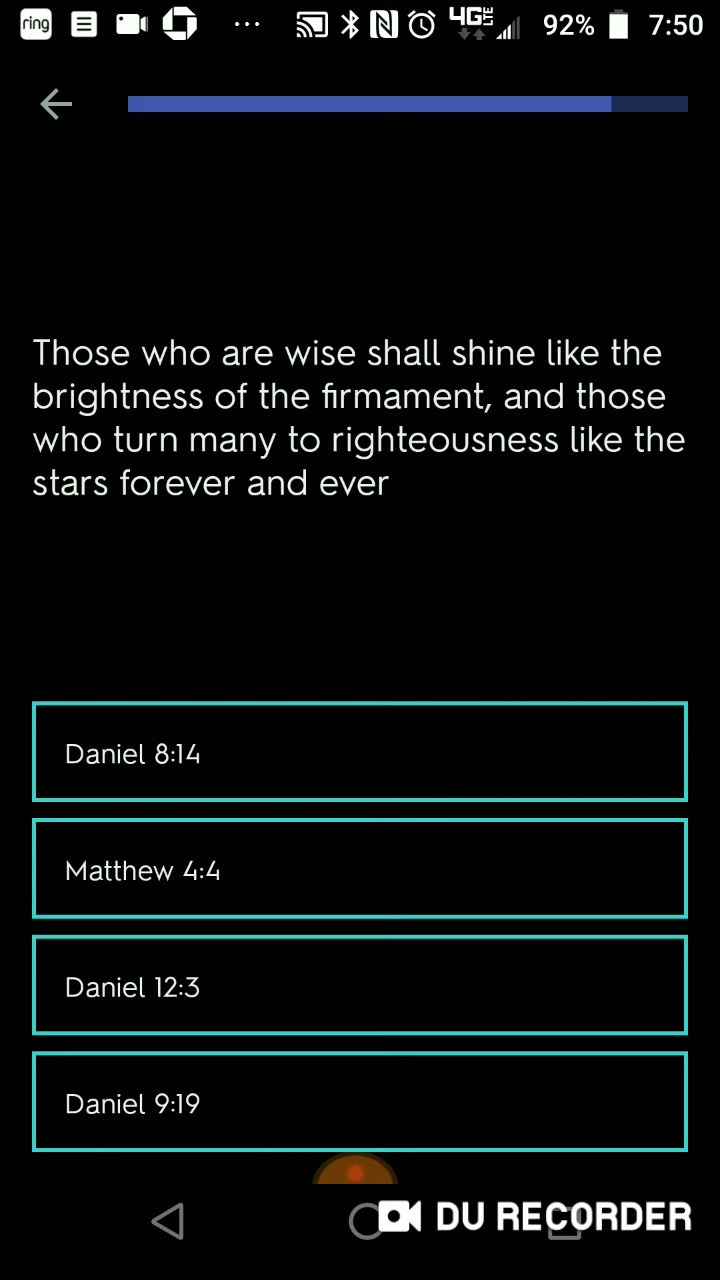 ring
4G LTE
92%
7:50
Those who are wise shall shine like the
brightness of the firmament, and those
who turn many to righteousness like the
stars forever and ever
Daniel 8:14
Matthew 4:4
Daniel 12:3
Daniel 9:19
DU RECORDER